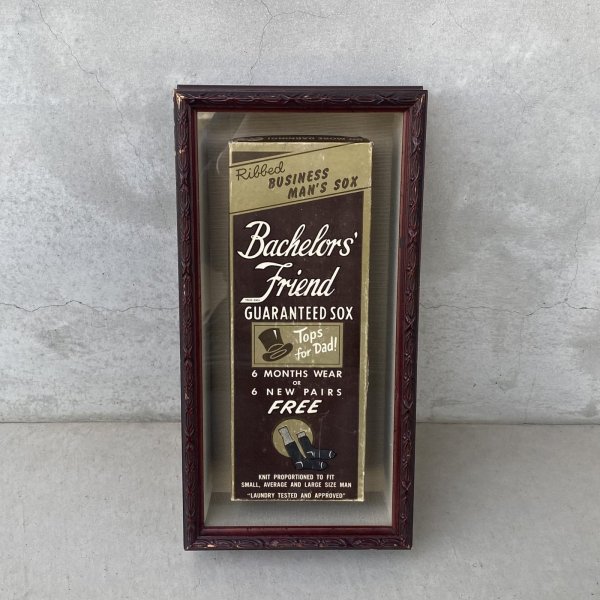 Ribbed
BUSINESS
MAN'S SOX
Bachelors'
Friend
GUARANTEED SOX
Tops
for Dad!
6 MONTHS WEAR
OR
6 NEW PAIRS
FREE
KNIT PROPORTIONED TO FIT
SMALL, AVERAGE AND LARGE SIZE MAN
"LAUNDRY TESTED AND APPROVED"